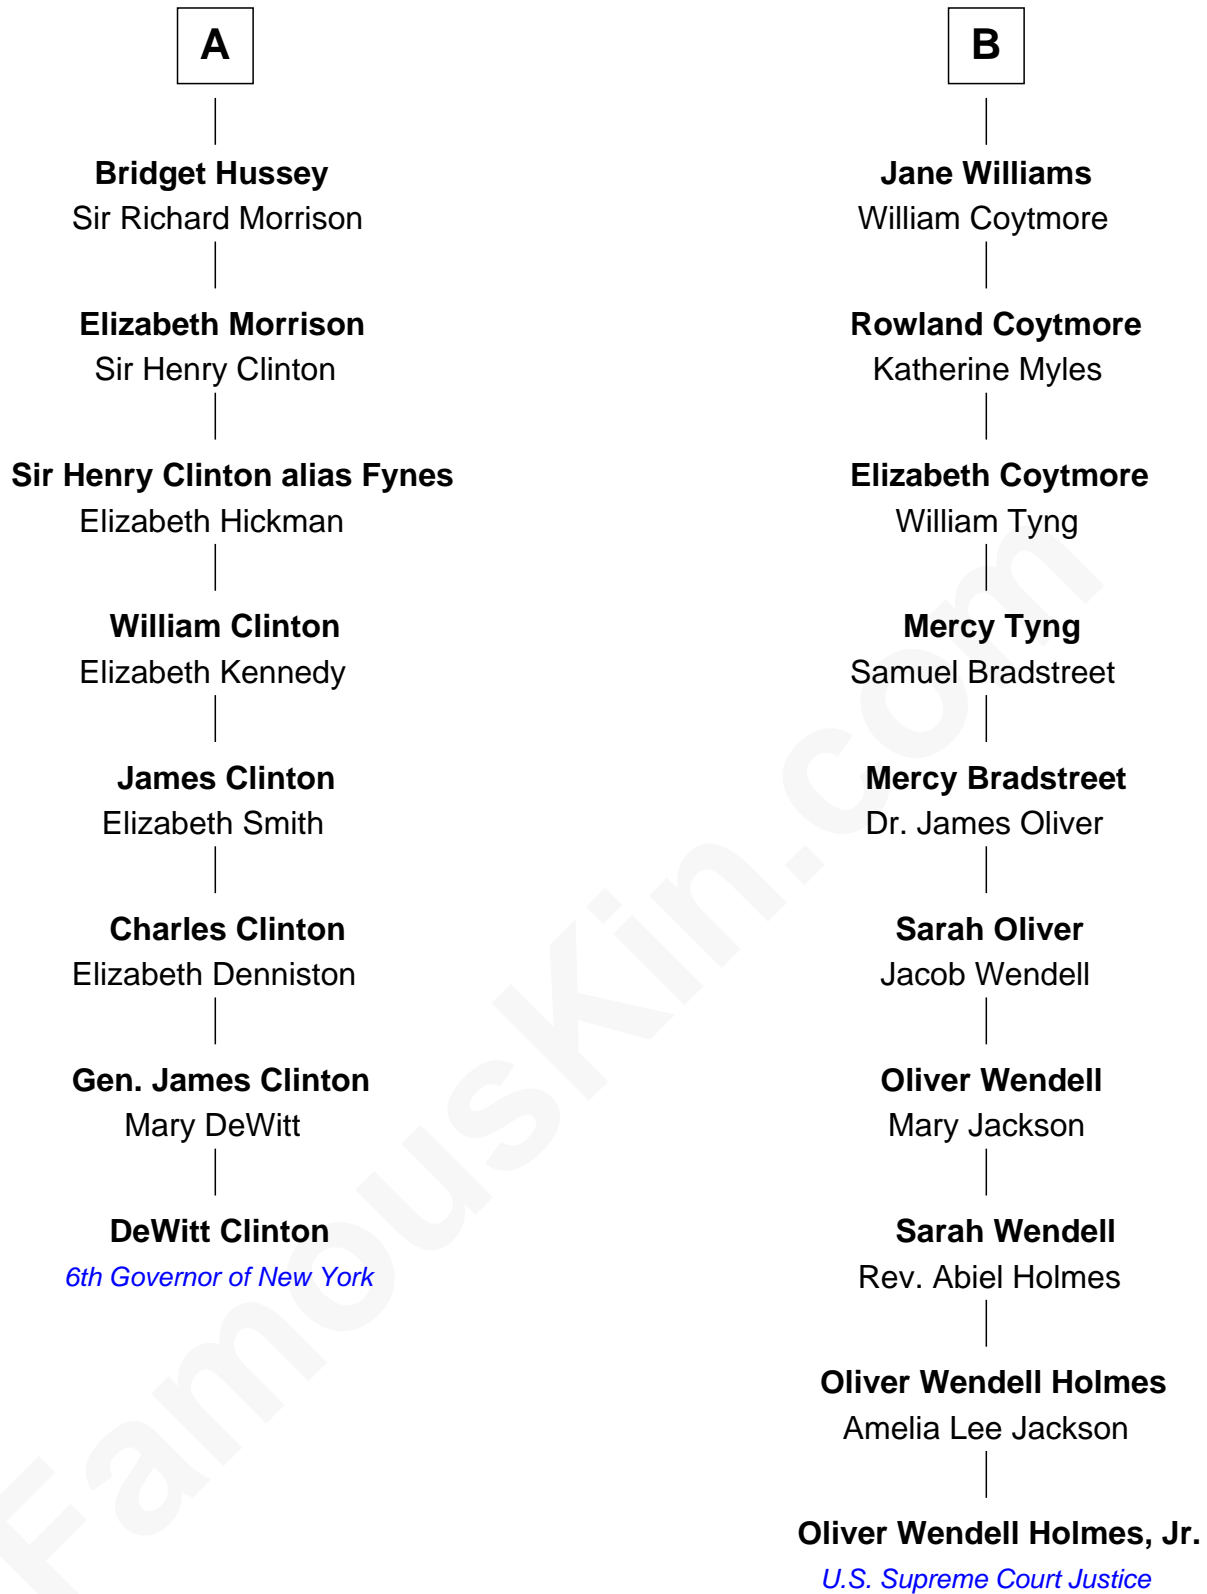 A
Bridget Hussey
Sir Richard Morrison
Elizabeth Morrison
Sir Henry Clinton
Sir Henry Clinton alias Fynes
Elizabeth Hickman
William Clinton
Elizabeth Kennedy
James Clinton
Elizabeth Smith
Charles Clinton
Elizabeth Denniston
Gen. James Clinton
Mary DeWitt
DeWitt Clinton
6th Governor of New York
B
Jane Williams
William Coytmore
Rowland Coytmore
Katherine Myles
Elizabeth Coytmore
William Tyng
Mercy Tyng
Samuel Bradstreet
Mercy Bradstreet
Dr. James Oliver
Sarah Oliver
Jacob Wendell
Oliver Wendell
Mary Jackson
Sarah Wendell
Rev. Abiel Holmes
Oliver Wendell Holmes
Amelia Lee Jackson
Oliver Wendell Holmes, Jr.
U.S. Supreme Court Justice
FamousKin.com